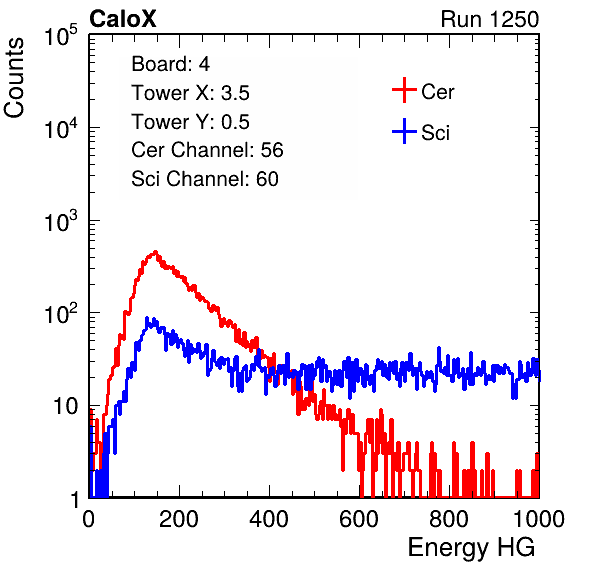 CaloX Run 1250
Counts
10^5
10^4
10^3
10^2
10
1
Board: 4
Tower X: 3.5
Tower Y: 0.5
Cer Channel: 56
Sci Channel: 60
Cer
Sci
0 200 400 600 800 1000
Energy HG